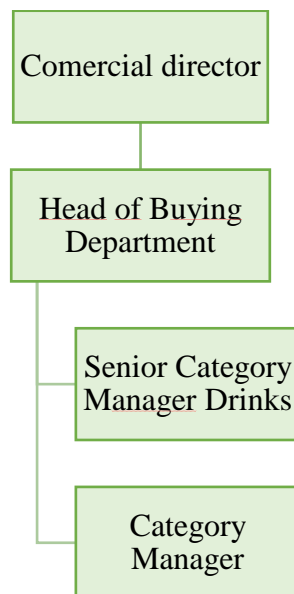 Comercial director
Head of Buying
Department
Senior Category
Manager Drinks
Category
Manager